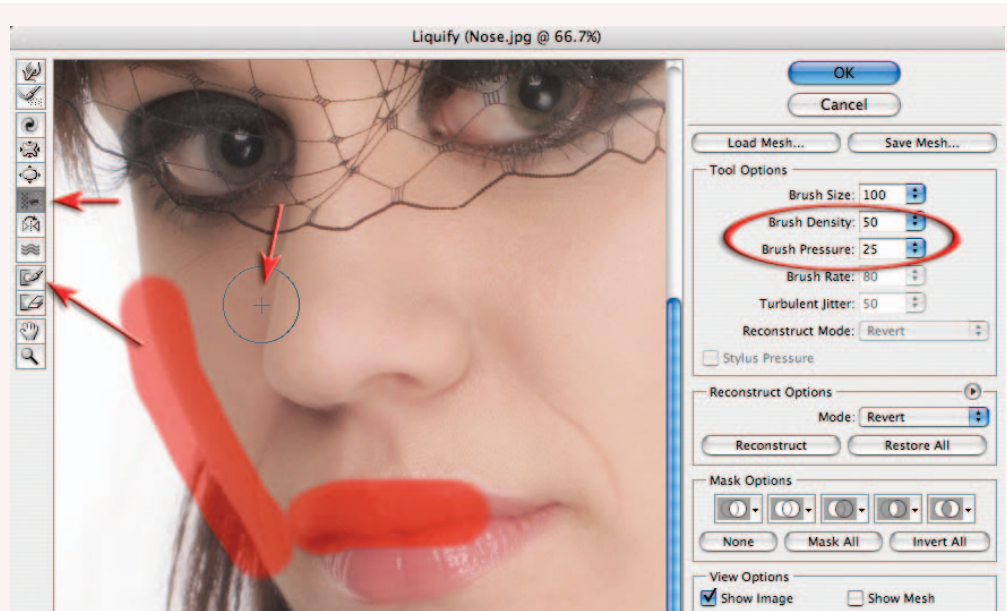 Liquify (Nose.jpg @ 66.7%)
OK
Cancel
Load Mesh... Save Mesh...
Tool Options
Brush Size: 100
Brush Density: 50
Brush Pressure: 25
Brush Rate: 80
Turbulent Jitter: 50
Reconstruct Mode: Revert
Stylus Pressure
Reconstruct Options
Mode: Revert
Reconstruct Restore All
Mask Options
None Mask All Invert All
View Options
Show Image Show Mesh